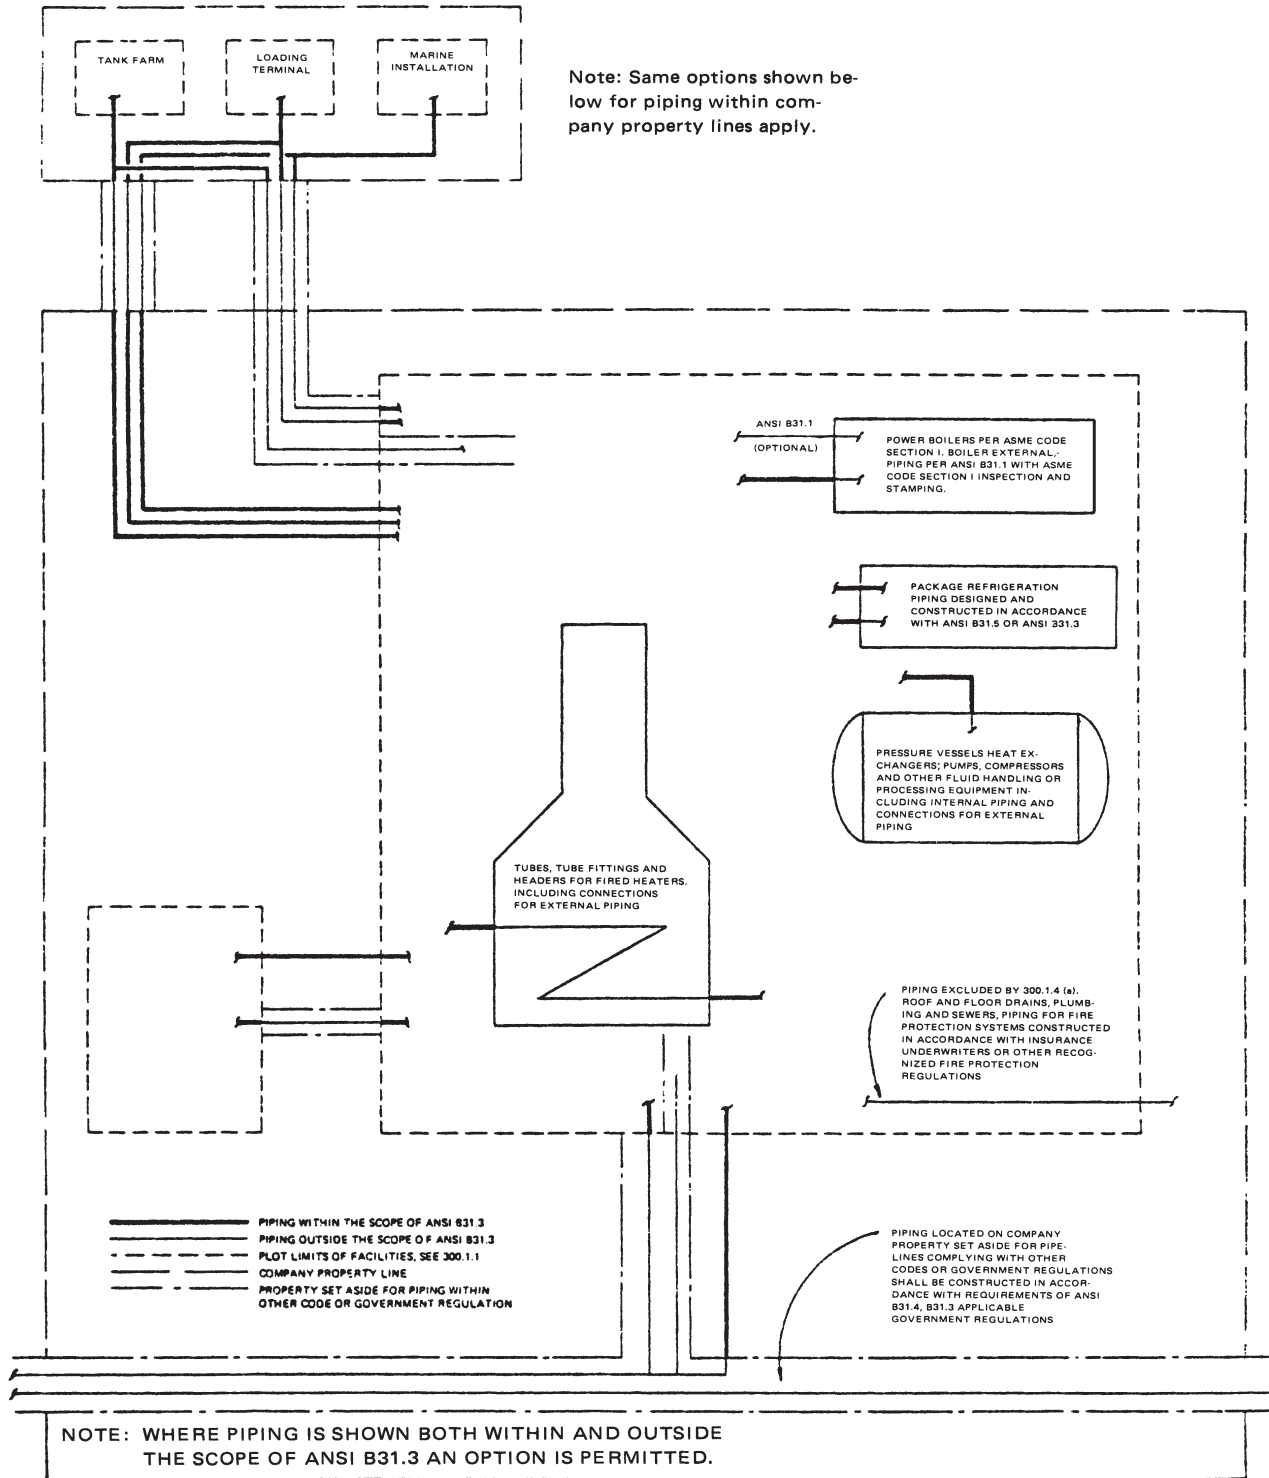 TANK FARM
LOADING
TERMINAL
MARINE
INSTALLATION
Note: Same options shown be-
low for piping within com-
pany property lines apply.
ANSI B31.1
(OPTIONAL)
POWER BOILERS PER ASME CODE
SECTION I. BOILER EXTERNAL,-
PIPING PER ANSI B31.1 WITH ASME
CODE SECTION I INSPECTION AND
STAMPING.
PACKAGE REFRIGERATION
PIPING DESIGNED AND
CONSTRUCTED IN ACCORDANCE
WITH ANSI B31.5 OR ANSI 331.3
PRESSURE VESSELS HEAT EX-
CHANGERS; PUMPS, COMPRESSORS
AND OTHER FLUID HANDLING OR
PROCESSING EQUIPMENT IN-
CLUDING INTERNAL PIPING AND
CONNECTIONS FOR EXTERNAL
PIPING
TUBES, TUBE FITTINGS AND
HEADERS FOR FIRED HEATERS.
INCLUDING CONNECTIONS
FOR EXTERNAL PIPING
PIPING EXCLUDED BY 300.1.4 (a).
ROOF AND FLOOR DRAINS, PLUMB-
ING AND SEWERS, PIPING FOR FIRE
PROTECTION SYSTEMS CONSTRUCTED
IN ACCORDANCE WITH INSURANCE
UNDERWRITERS OR OTHER RECOG-
NIZED FIRE PROTECTION
REGULATIONS
PIPING WITHIN THE SCOPE OF ANSI B31.3
PIPING OUTSIDE THE SCOPE OF ANSI B31.3
PLOT LIMITS OF FACILITIES, SEE 300.1.1
COMPANY PROPERTY LINE
PROPERTY SET ASIDE FOR PIPING WITHIN
OTHER CODE OR GOVERNMENT REGULATION
PIPING LOCATED ON COMPANY
PROPERTY SET ASIDE FOR PIPE-
LINES COMPLYING WITH OTHER
CODES OR GOVERNMENT REGULATIONS
SHALL BE CONSTRUCTED IN ACCOR-
DANCE WITH REQUIREMENTS OF ANSI
B31.4, B31.3 APPLICABLE
GOVERNMENT REGULATIONS
NOTE: WHERE PIPING IS SHOWN BOTH WITHIN AND OUTSIDE
THE SCOPE OF ANSI B31.3 AN OPTION IS PERMITTED.